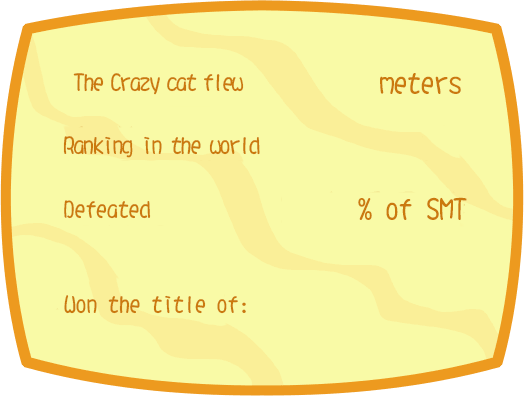 The Crazy cat flew meters
Ranking in the world
Defeated % of SMT
Won the title of: